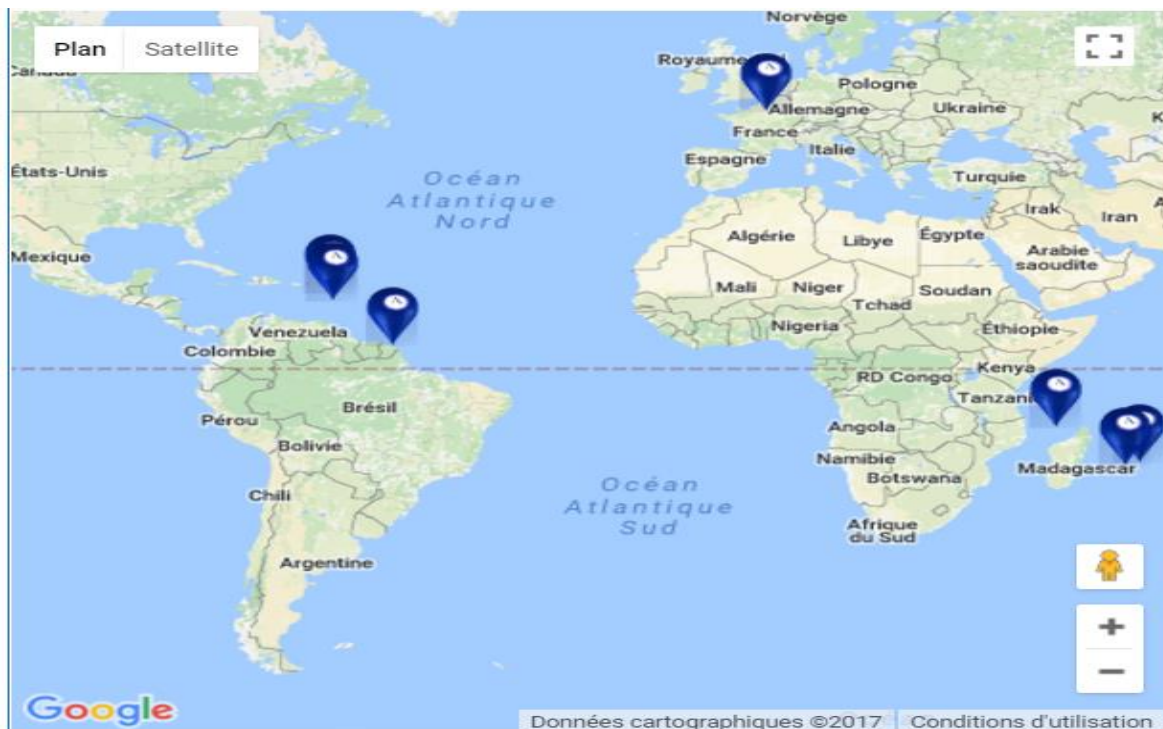 Norvège
Plan
Satellite
Royaume
Canada
Pologne
Allemagne
Ukraine
France
Italie
Espagne
États-Unis
Turquie
Océan
Atlantique
Nord
Irak
Iran
Algérie
Libye
Égypte
Mexique
Arabie
saoudite
Mali
Niger
Soudan
Tchad
Venezuela
Nigeria
Éthiopie
Colombie
Kenya
RD Congo
Tanzani
Brésil
Pérou
Angola
Bolivie
Namibie
Madagascar
Botswana
Océan
Atlantique
Sud
Chili
Afrique
du Sud
Argentine
Google
Données cartographiques ©2017
Conditions d'utilisation